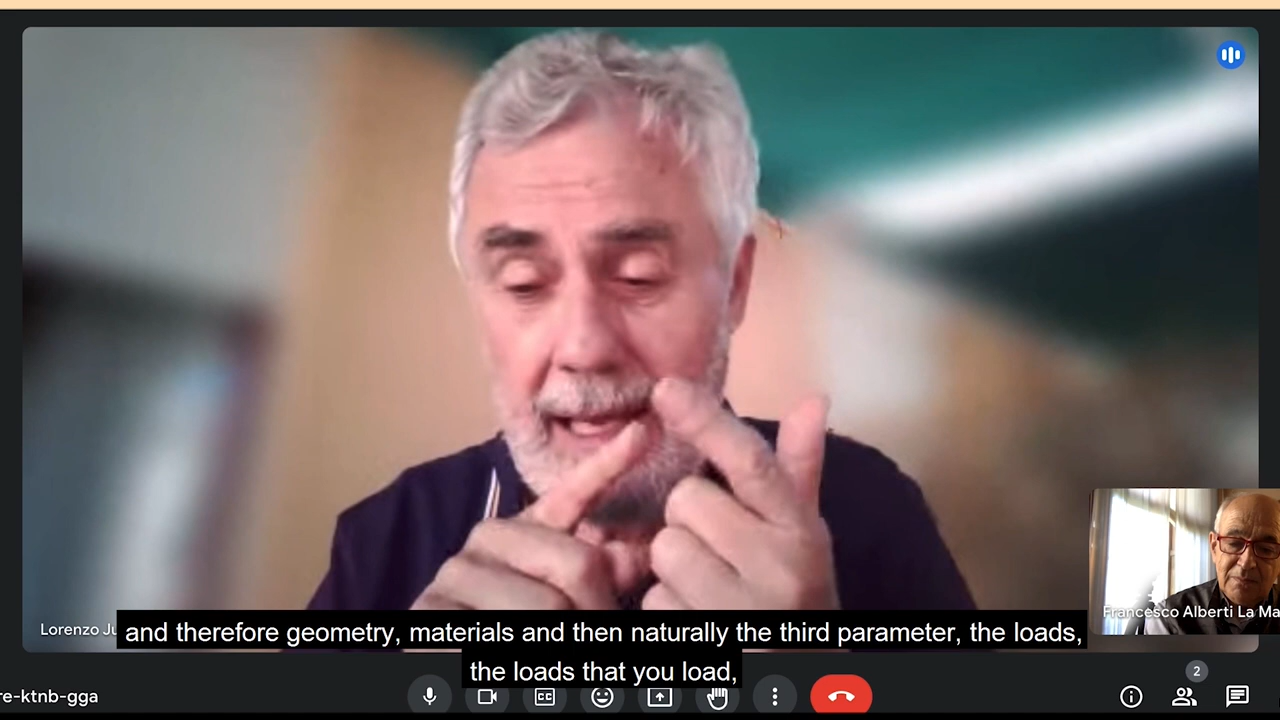 Francesco Alberti La Ma
Lorenzo Ju
and therefore geometry, materials and then naturally the third parameter, the loads,
the loads that you load,
re-ktnb-gga
CC
2